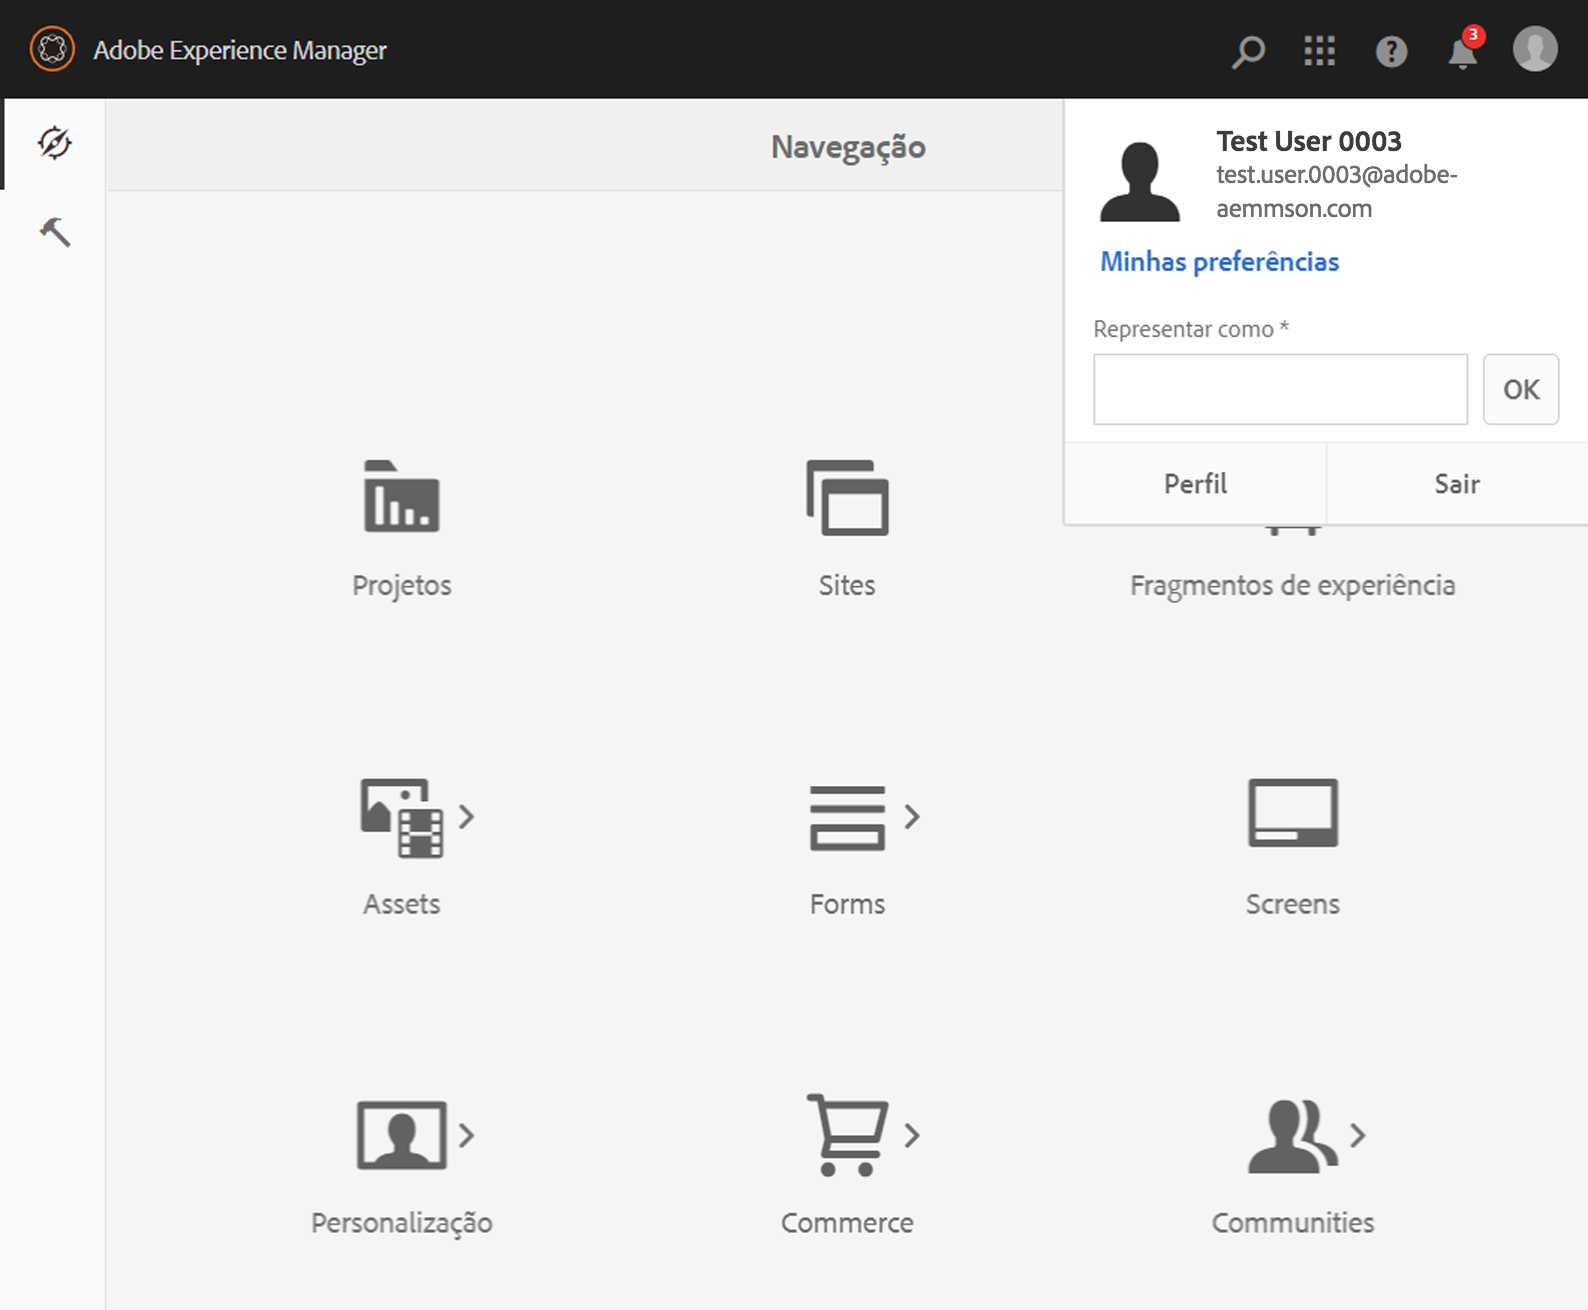 Adobe Experience Manager
3
Navegação
Test User 0003
test.user.0003@adobe-
aemmson.com
Minhas preferências
Representar como *
OK
Perfil
Sair
Projetos
Sites
Fragmentos de experiência
Assets
Forms
Screens
Personalização
Commerce
Communities